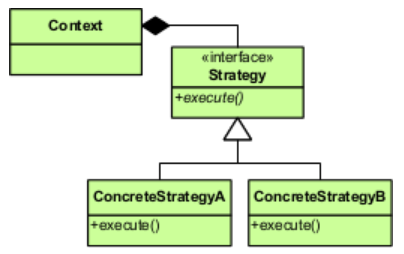 Context
«interface»
Strategy
+execute()
ConcreteStrategyA
+execute()
ConcreteStrategyB
+execute()